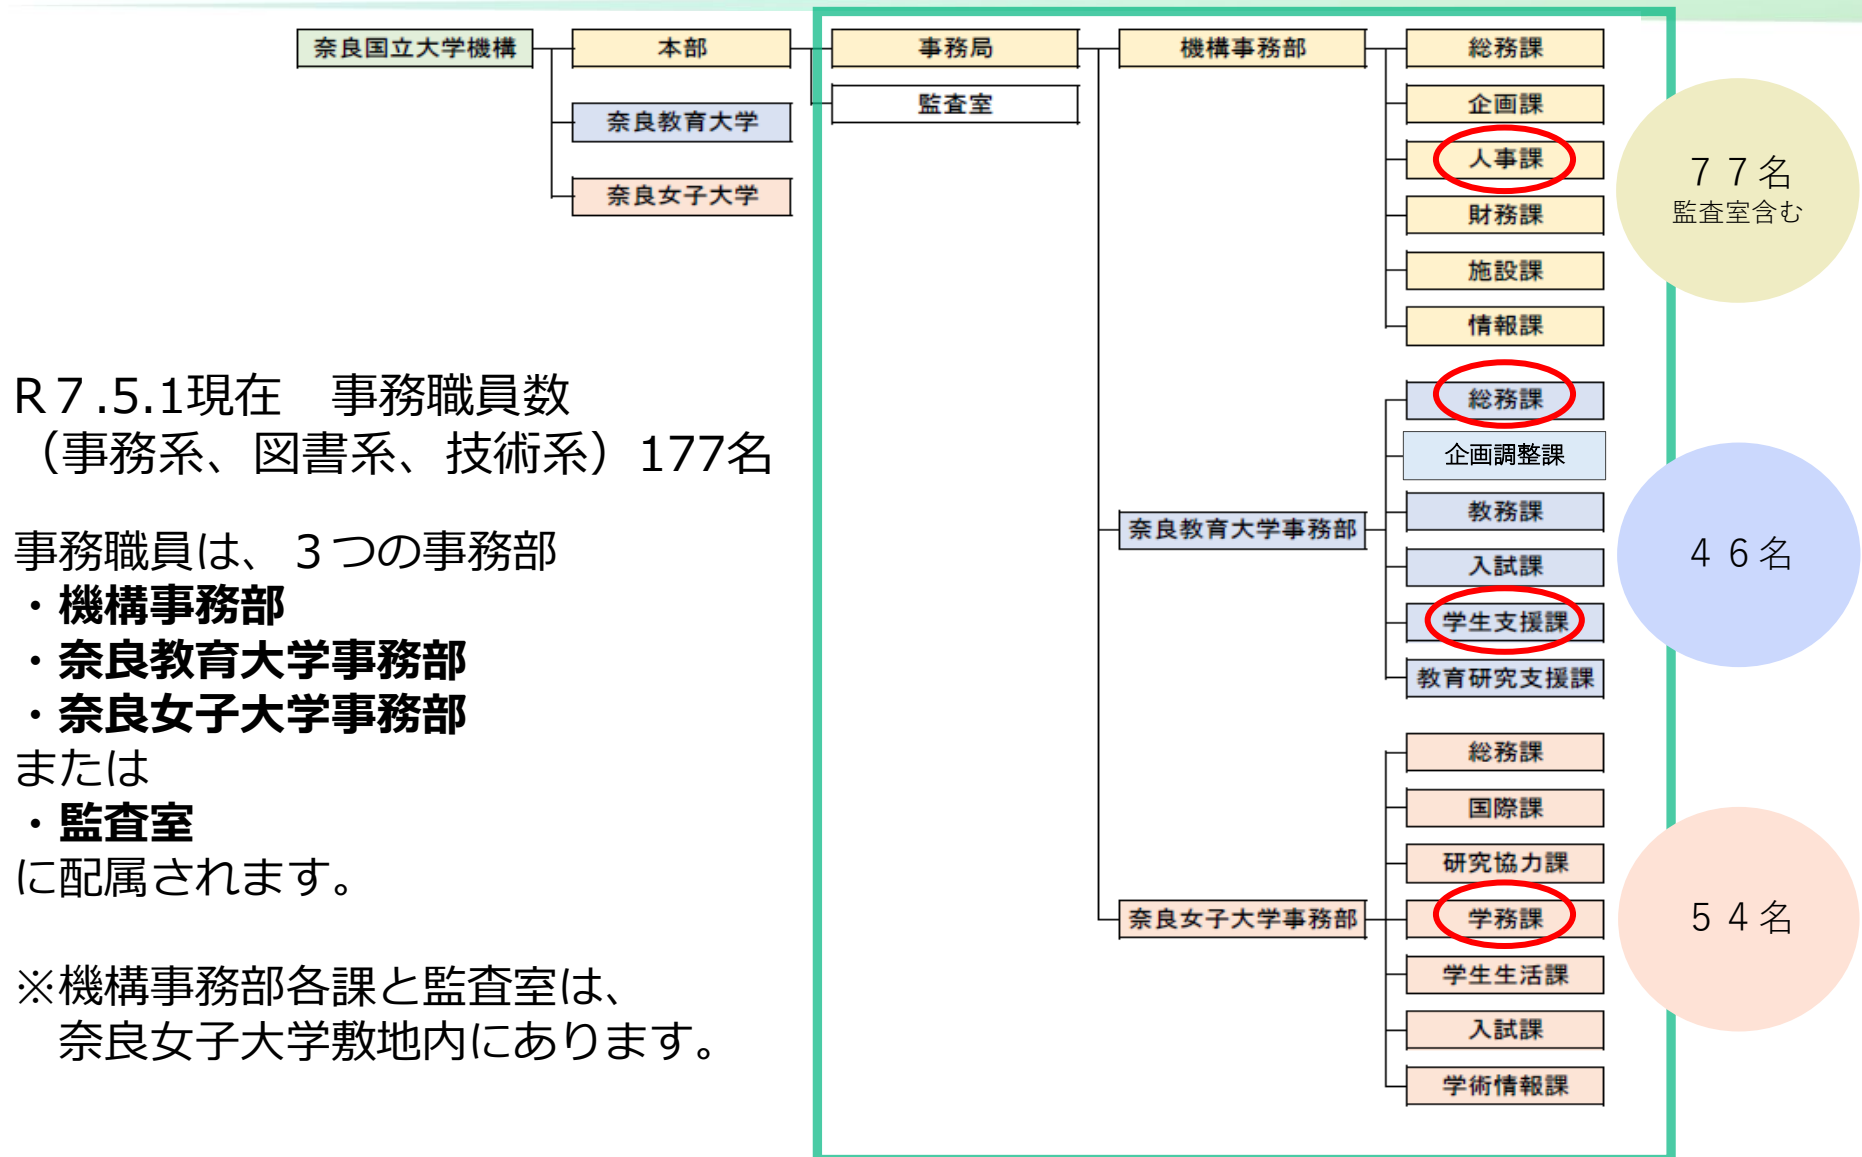 奈良国立大学機構
本部
事務局
機構事務部
総務課
監査室
企画課
奈良教育大学
人事課
奈良女子大学
財務課
施設課
情報課
77名
監査室含む
R7.5.1現在　事務職員数
（事務系、図書系、技術系）177名
事務職員は、3つの事務部
・機構事務部
・奈良教育大学事務部
・奈良女子大学事務部
または
・監査室
に配属されます。
※機構事務部各課と監査室は、
奈良女子大学敷地内にあります。
奈良教育大学事務部
総務課
企画調整課
教務課
入試課
学生支援課
教育研究支援課
４６名
奈良女子大学事務部
総務課
国際課
研究協力課
学務課
学生生活課
入試課
学術情報課
５４名